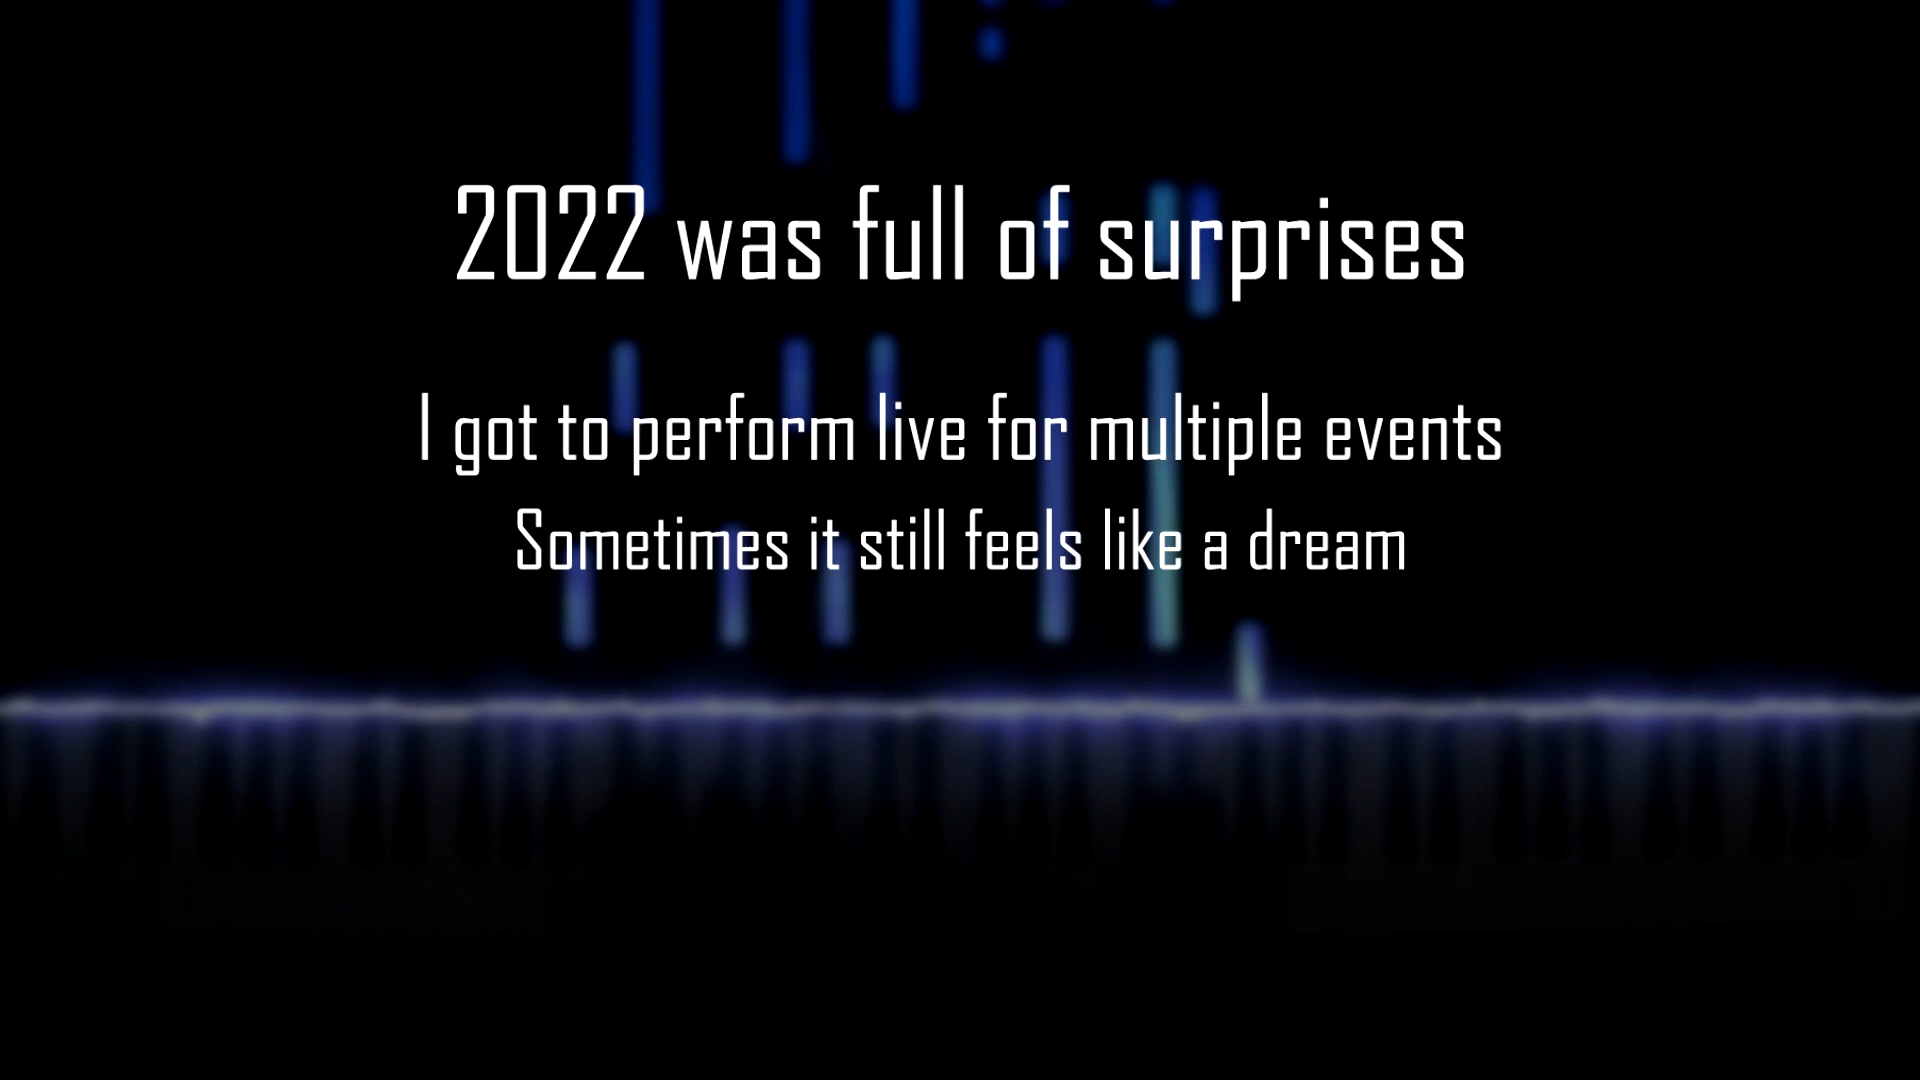 2022 was full of surprises
I got to perform live for multiple events
Sometimes it still feels like a dream